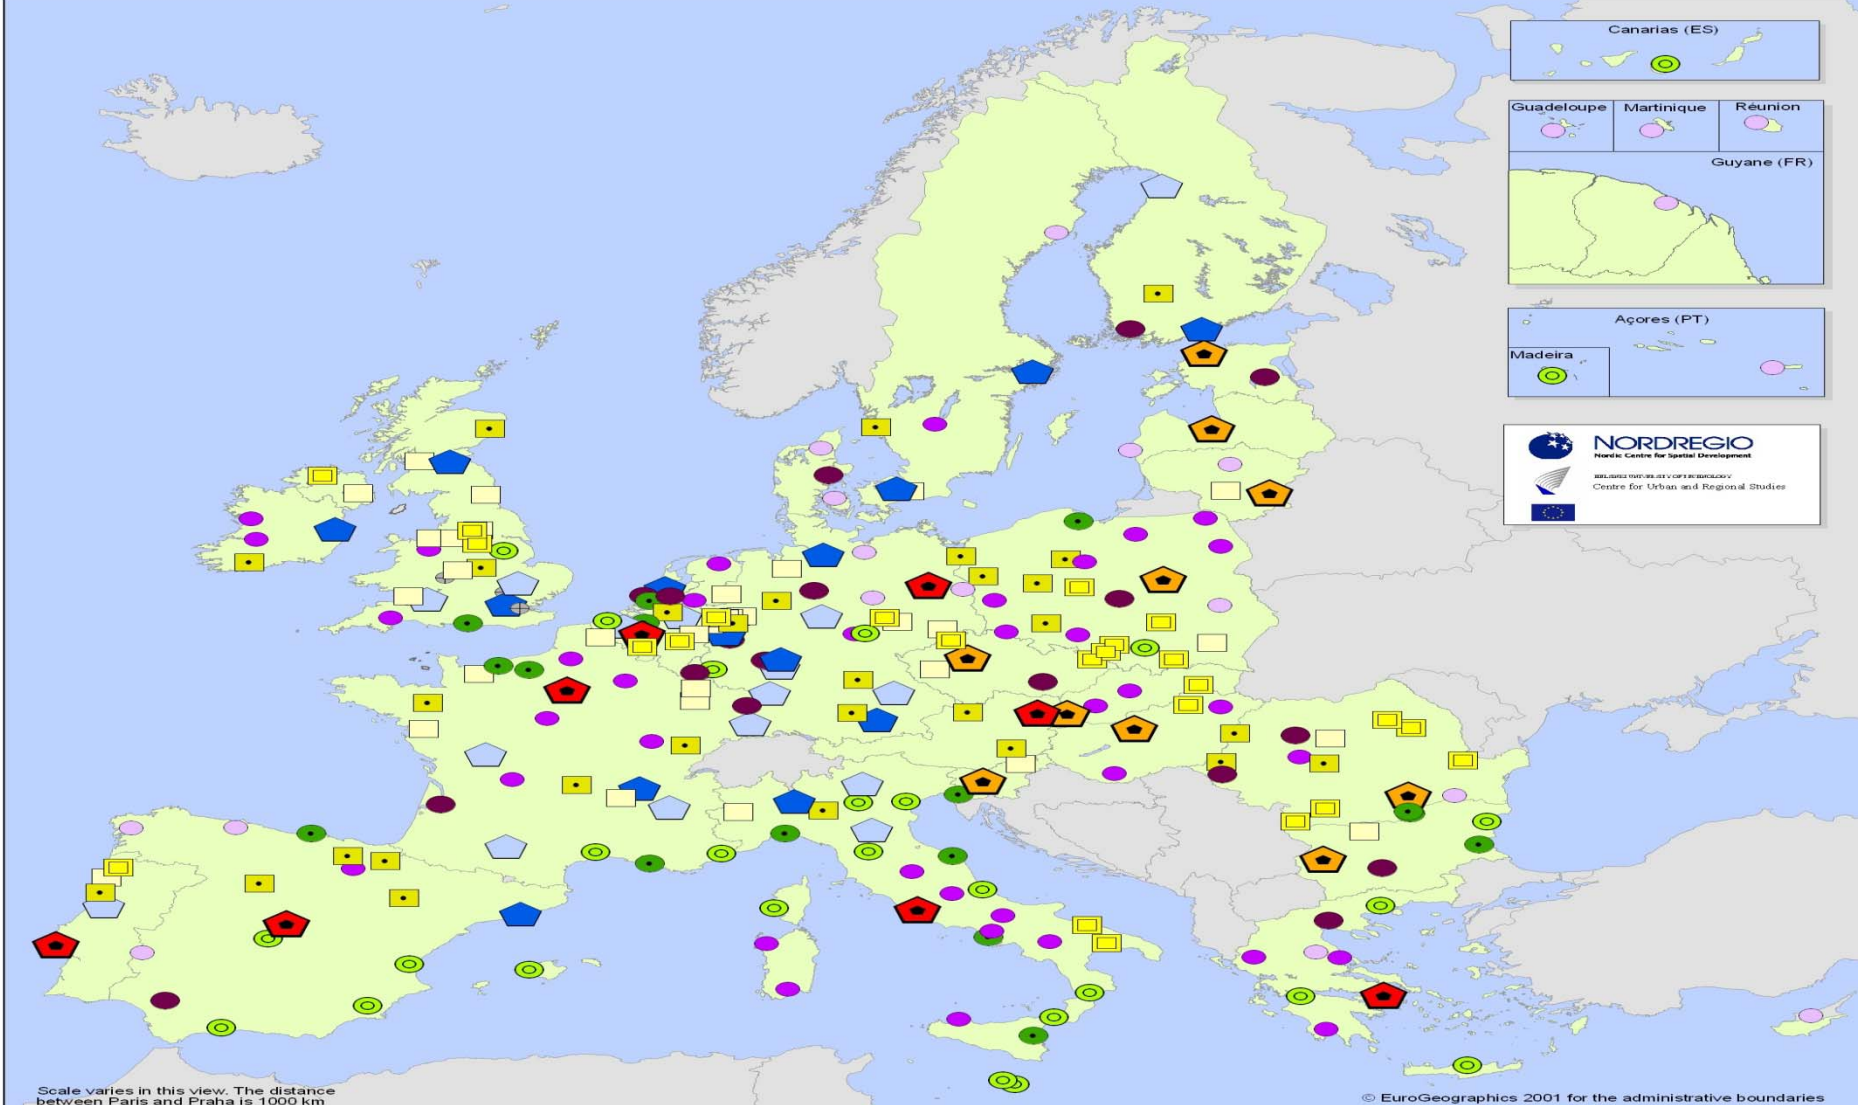 Canarias (ES)
Guadeloupe
Martinique
Réunion
Guyane (FR)
Açores (PT)
Madeira
NORDREGIO
Nordic Centre for Spatial Development
Centre for Urban and Regional Studies
Scale varies in this view. The distance
between Paris and Praha is 1000 km
© EuroGeographics 2001 for the administrative boundaries